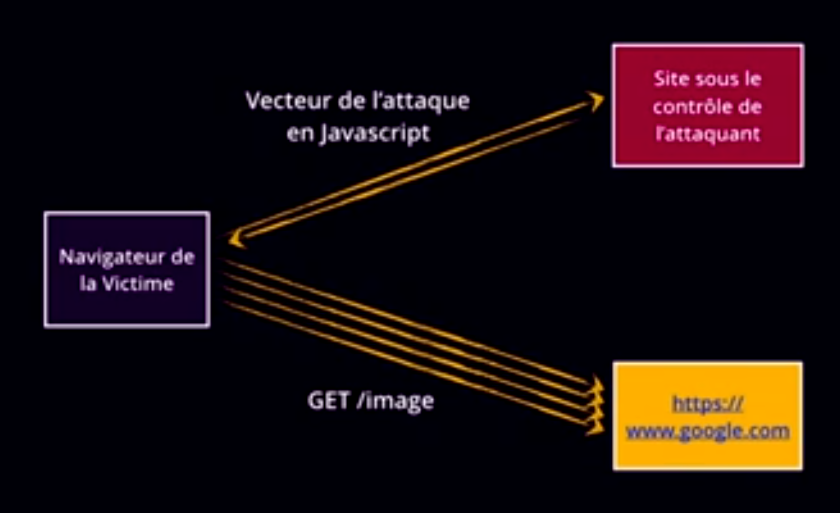 Vecteur de l'attaque
en Javascript
Site sous le
contrôle de
l'attaquant
Navigateur de
la Victime
GET /image
https://
www.google.com